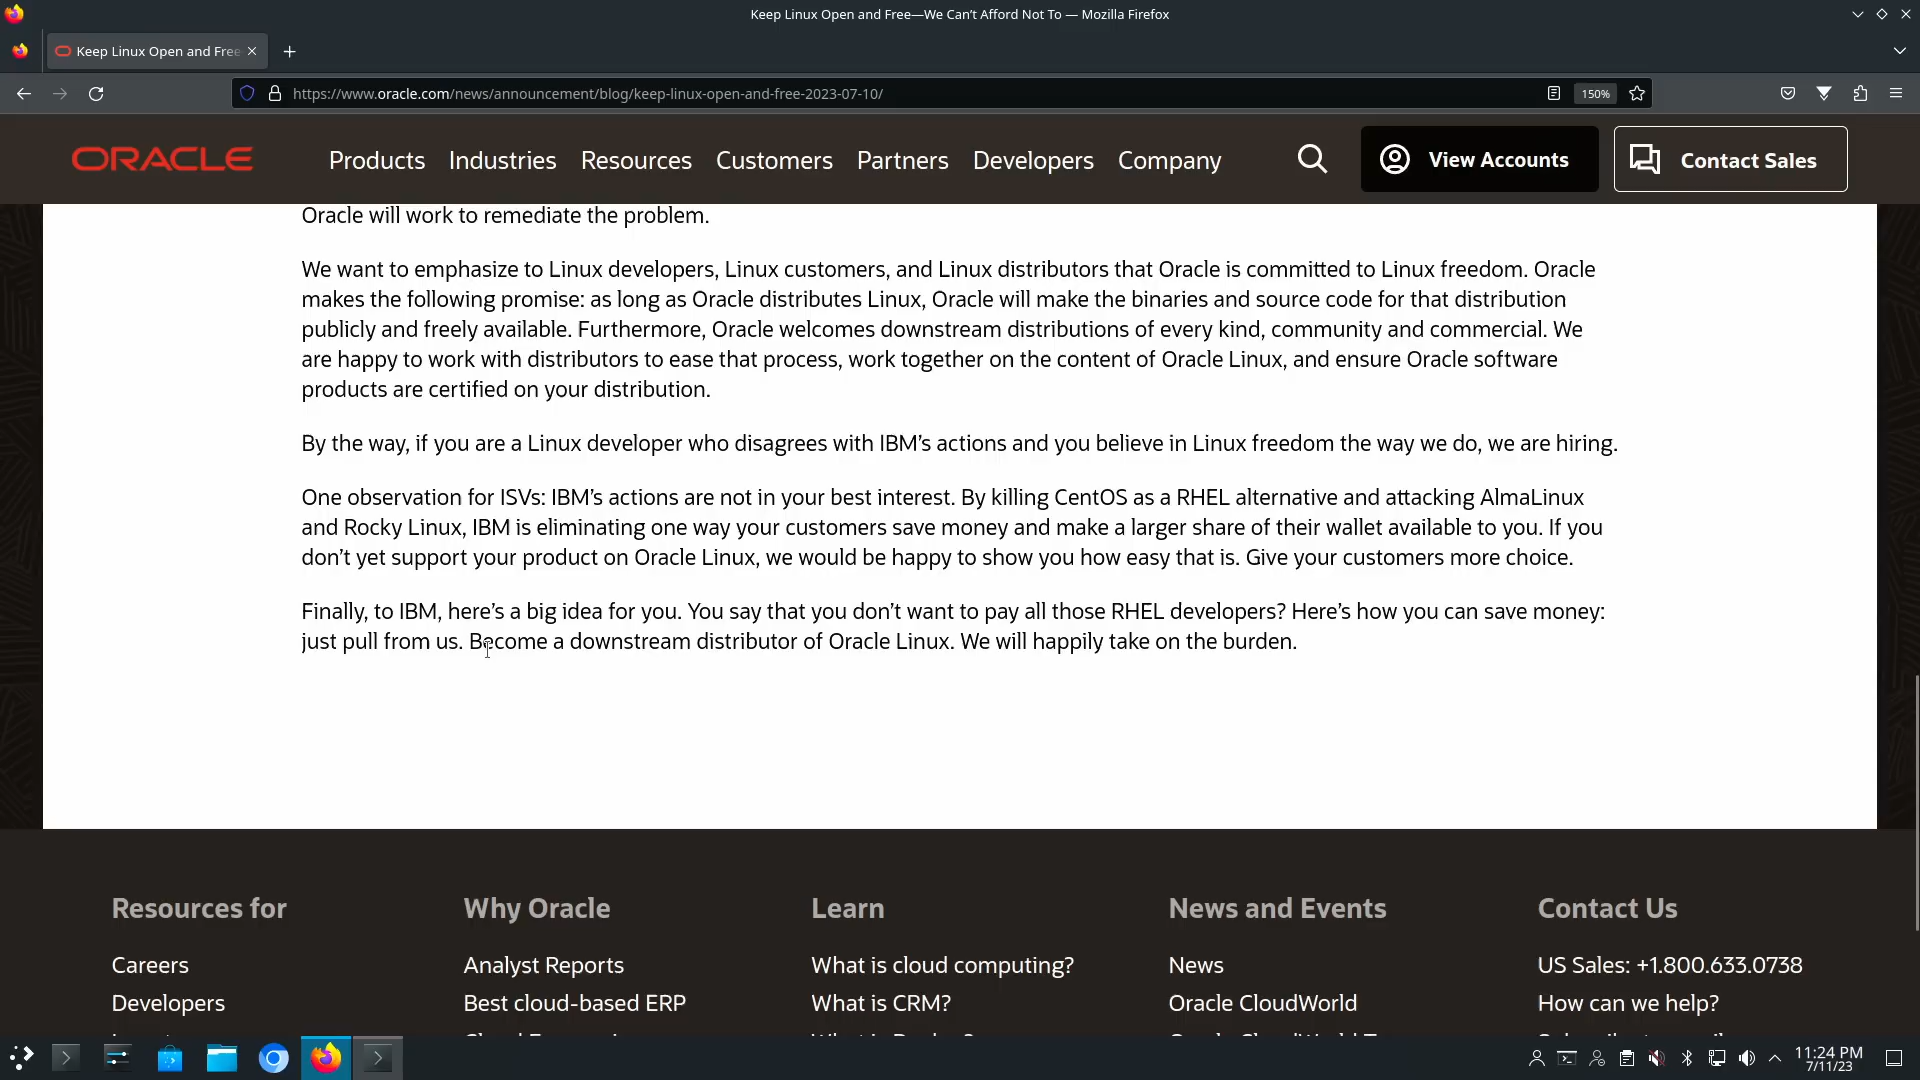 Keep Linux Open and Free—We Can't Afford Not To — Mozilla Firefox
Keep Linux Open and Free
https://www.oracle.com/news/announcement/blog/keep-linux-open-and-free-2023-07-10/
150%
ORACLE
Products Industries Resources Customers Partners Developers Company
View Accounts
Contact Sales
Oracle will work to remediate the problem.
We want to emphasize to Linux developers, Linux customers, and Linux distributors that Oracle is committed to Linux freedom. Oracle
makes the following promise: as long as Oracle distributes Linux, Oracle will make the binaries and source code for that distribution
publicly and freely available. Furthermore, Oracle welcomes downstream distributions of every kind, community and commercial. We
are happy to work with distributors to ease that process, work together on the content of Oracle Linux, and ensure Oracle software
products are certified on your distribution.
By the way, if you are a Linux developer who disagrees with IBM's actions and you believe in Linux freedom the way we do, we are hiring.
One observation for ISVs: IBM's actions are not in your best interest. By killing CentOS as a RHEL alternative and attacking AlmaLinux
and Rocky Linux, IBM is eliminating one way your customers save money and make a larger share of their wallet available to you. If you
don't yet support your product on Oracle Linux, we would be happy to show you how easy that is. Give your customers more choice.
Finally, to IBM, here's a big idea for you. You say that you don't want to pay all those RHEL developers? Here's how you can save money:
just pull from us. Become a downstream distributor of Oracle Linux. We will happily take on the burden.
Resources for
Careers
Developers
Why Oracle
Analyst Reports
Best cloud-based ERP
Learn
What is cloud computing?
What is CRM?
News and Events
News
Oracle CloudWorld
Contact Us
US Sales: +1.800.633.0738
How can we help?
11:24 PM
7/11/23